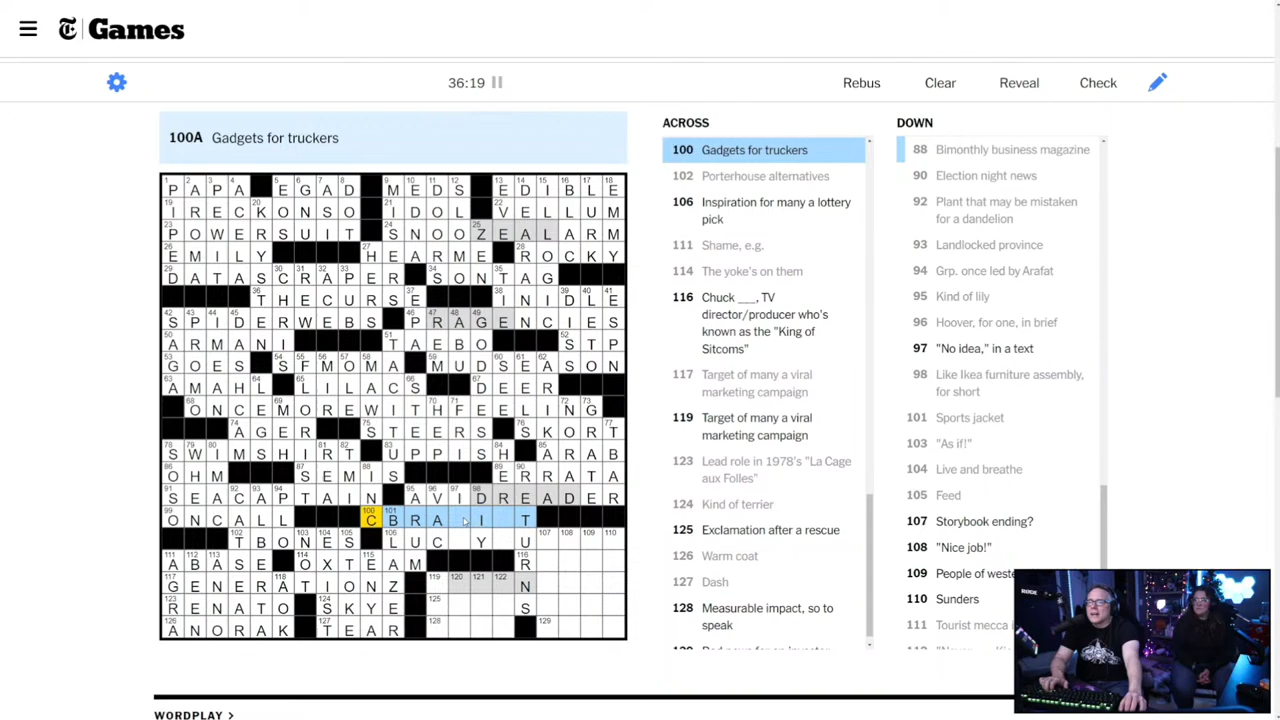 Games
36:19
Rebus
Clear
Reveal
Check
100A Gadgets for truckers
ACROSS
100 Gadgets for truckers
102 Porterhouse alternatives
106 Inspiration for many a lottery
pick
111 Shame, e.g.
114 The yoke's on them
116 Chuck ___, TV
director/producer who's
known as the "King of
Sitcoms"
117 Target of many a viral
marketing campaign
119 Target of many a viral
marketing campaign
123 Lead role in 1978's "La Cage
aux Folles"
124 Kind of terrier
125 Exclamation after a rescue
126 Warm coat
127 Dash
128 Measurable impact, so to
speak
DOWN
88 Bimonthly business magazine
90 Election night news
92 Plant that may be mistaken
for a dandelion
93 Landlocked province
94 Grp. once led by Arafat
95 Kind of lily
96 Hoover, for one, in brief
97 "No idea," in a text
98 Like Ikea furniture assembly,
for short
101 Sports jacket
103 "As if!"
104 Live and breathe
105 Feed
107 Storybook ending?
108 "Nice job!"
109 People of weste
110 Sunders
111 Tourist mecca i
PAPA EGAD MEDS EDIBLE
IRECKONSO IDOL VELLUM
POWERSUIT SNOOZEALARM
EMILY HEARME ROCKY
DATASCRAPER SONTAG
THECURSE INIDLE
SPIDERWEBS PRAGENCIES
ARMANI TAEBO STP
GOES SFMOMA MUDSEASON
AMAHL LILACS DEER
ONCEMOREWITHFEELING
AGER STEERS SKORT
SWIMSHIRT UPPISH ARAB
OHM SEMIS ERRATA
SEACAPTAIN AVIDREADER
ONCALL CBRA I T
TBONES LUC Y U
ABASE OXTEAM R
GENERATIONZ N
RENATO SKYE S
ANORAK TEAR
WORDPLAY >